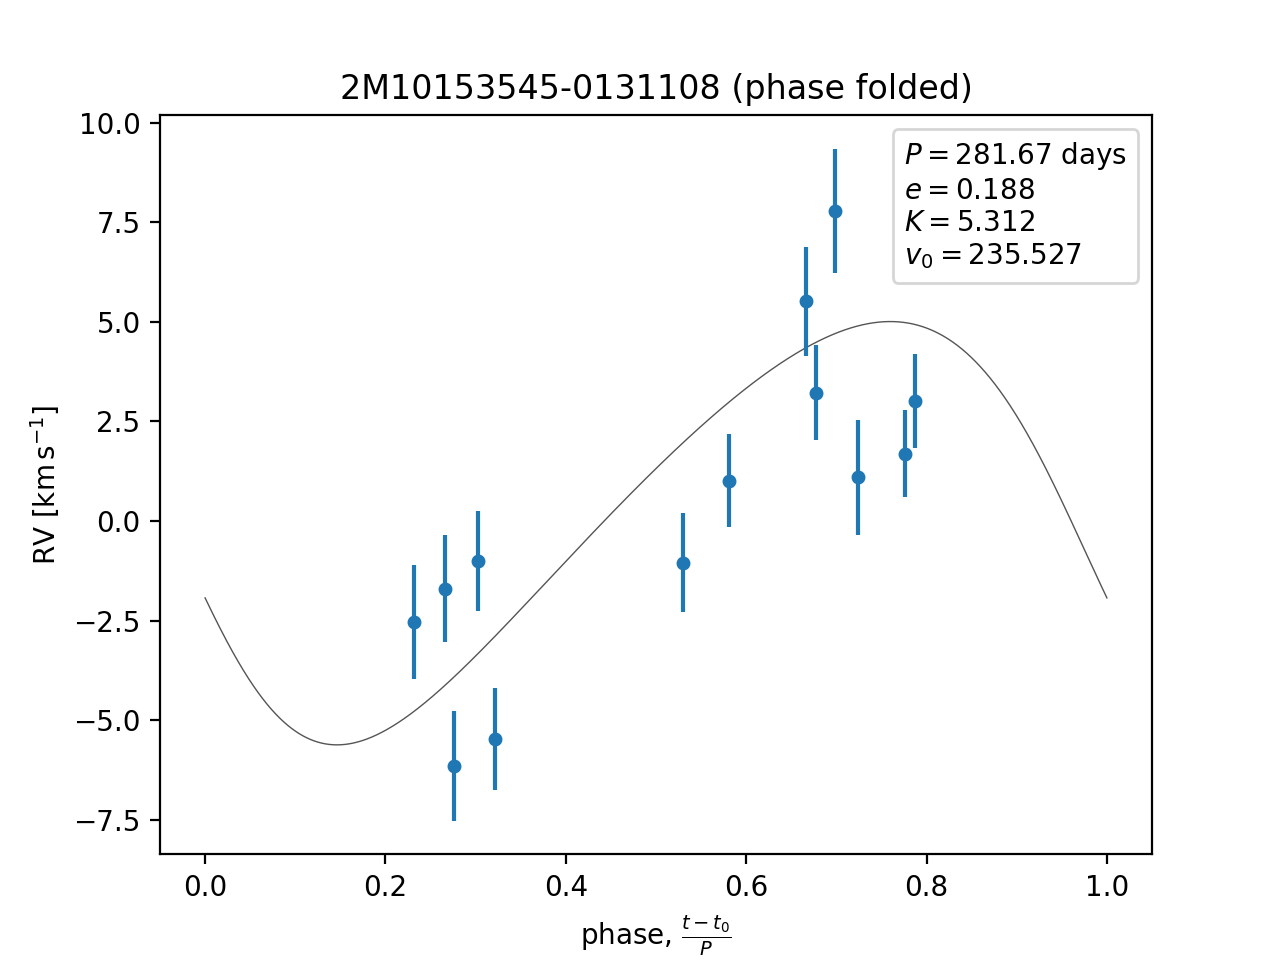 2M10153545-0131108 (phase folded)
P = 281.67 days
e = 0.188
K = 5.312
v₀ = 235.527
10.0
7.5
5.0
2.5
0.0
−2.5
−5.0
−7.5
RV [km s⁻¹]
0.0 0.2 0.4 0.6 0.8 1.0
phase, (t − t₀)/P